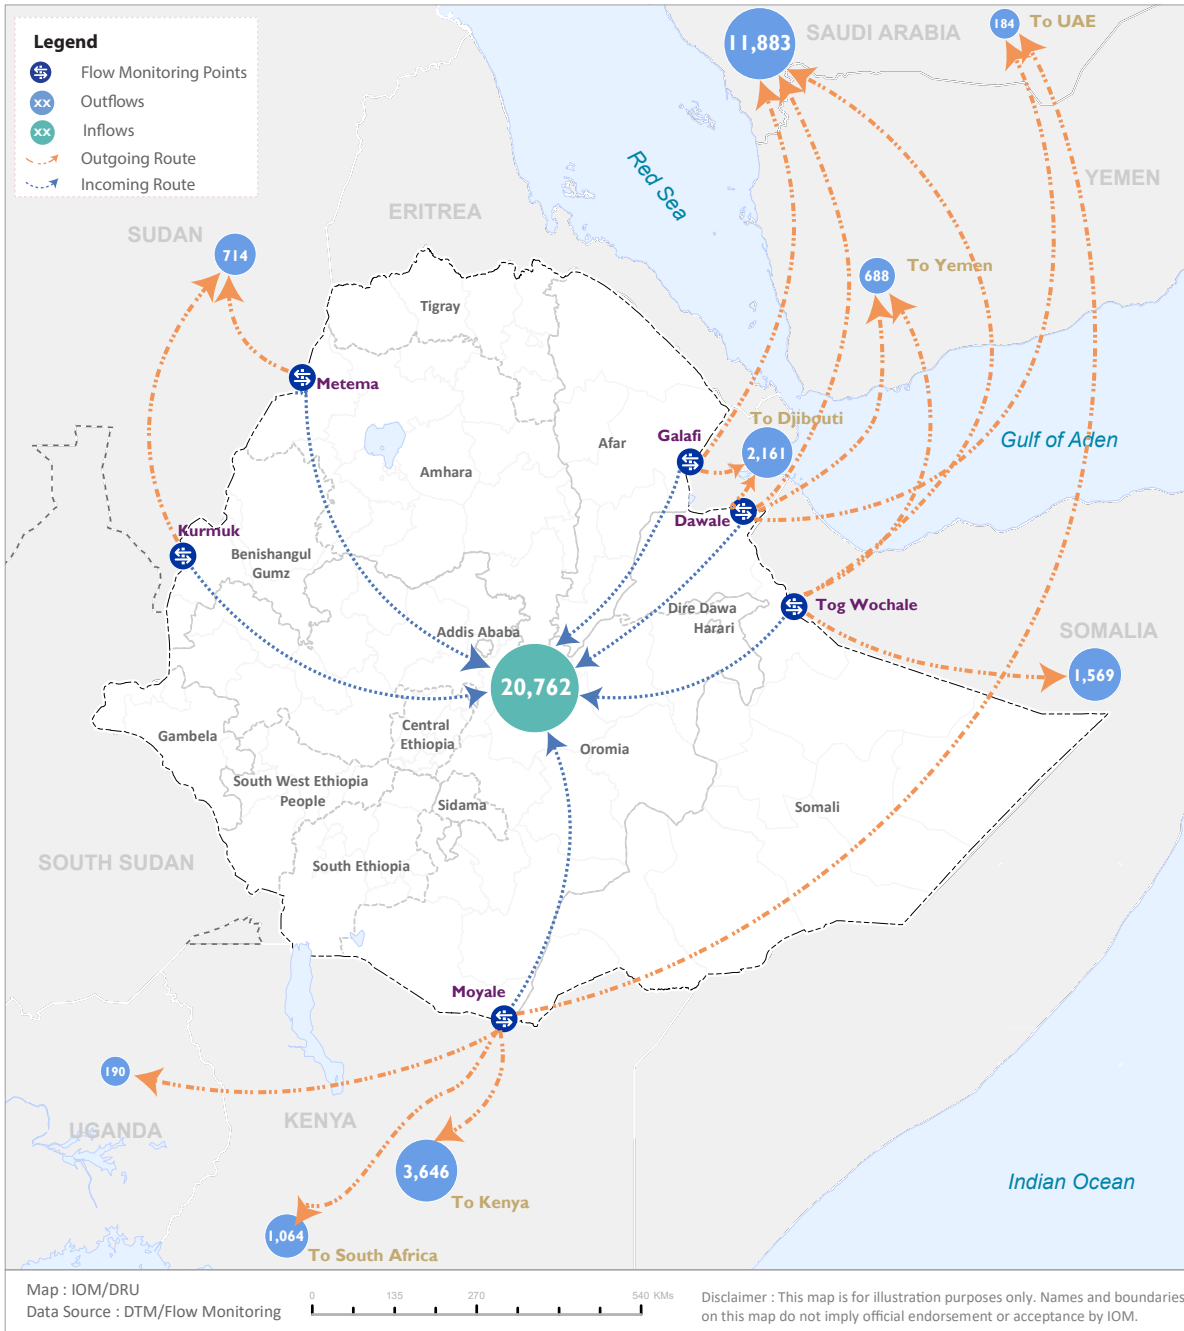 Legend
Flow Monitoring Points
xx
Outflows
xx
Inflows
Outgoing Route
Incoming Route
11,883
SAUDI ARABIA
184
To UAE
YEMEN
Red Sea
ERITREA
SUDAN
714
688
To Yemen
Tigray
Metema
To Djibouti
2,161
Galafi
Afar
Gulf of Aden
Amhara
Dawale
Kurmuk
Benishangul
Gumz
Dire Dawa
Harari
Tog Wochale
Addis Ababa
SOMALIA
1,569
20,762
Central
Ethiopia
Gambela
Oromia
South West Ethiopia
People
Sidama
Somali
SOUTH SUDAN
South Ethiopia
Moyale
190
UGANDA
KENYA
3,646
To Kenya
Indian Ocean
1,064
To South Africa
Map : IOM/DRU
Data Source : DTM/Flow Monitoring
0 135 270 540 KMs
Disclaimer : This map is for illustration purposes only. Names and boundaries
on this map do not imply official endorsement or acceptance by IOM.